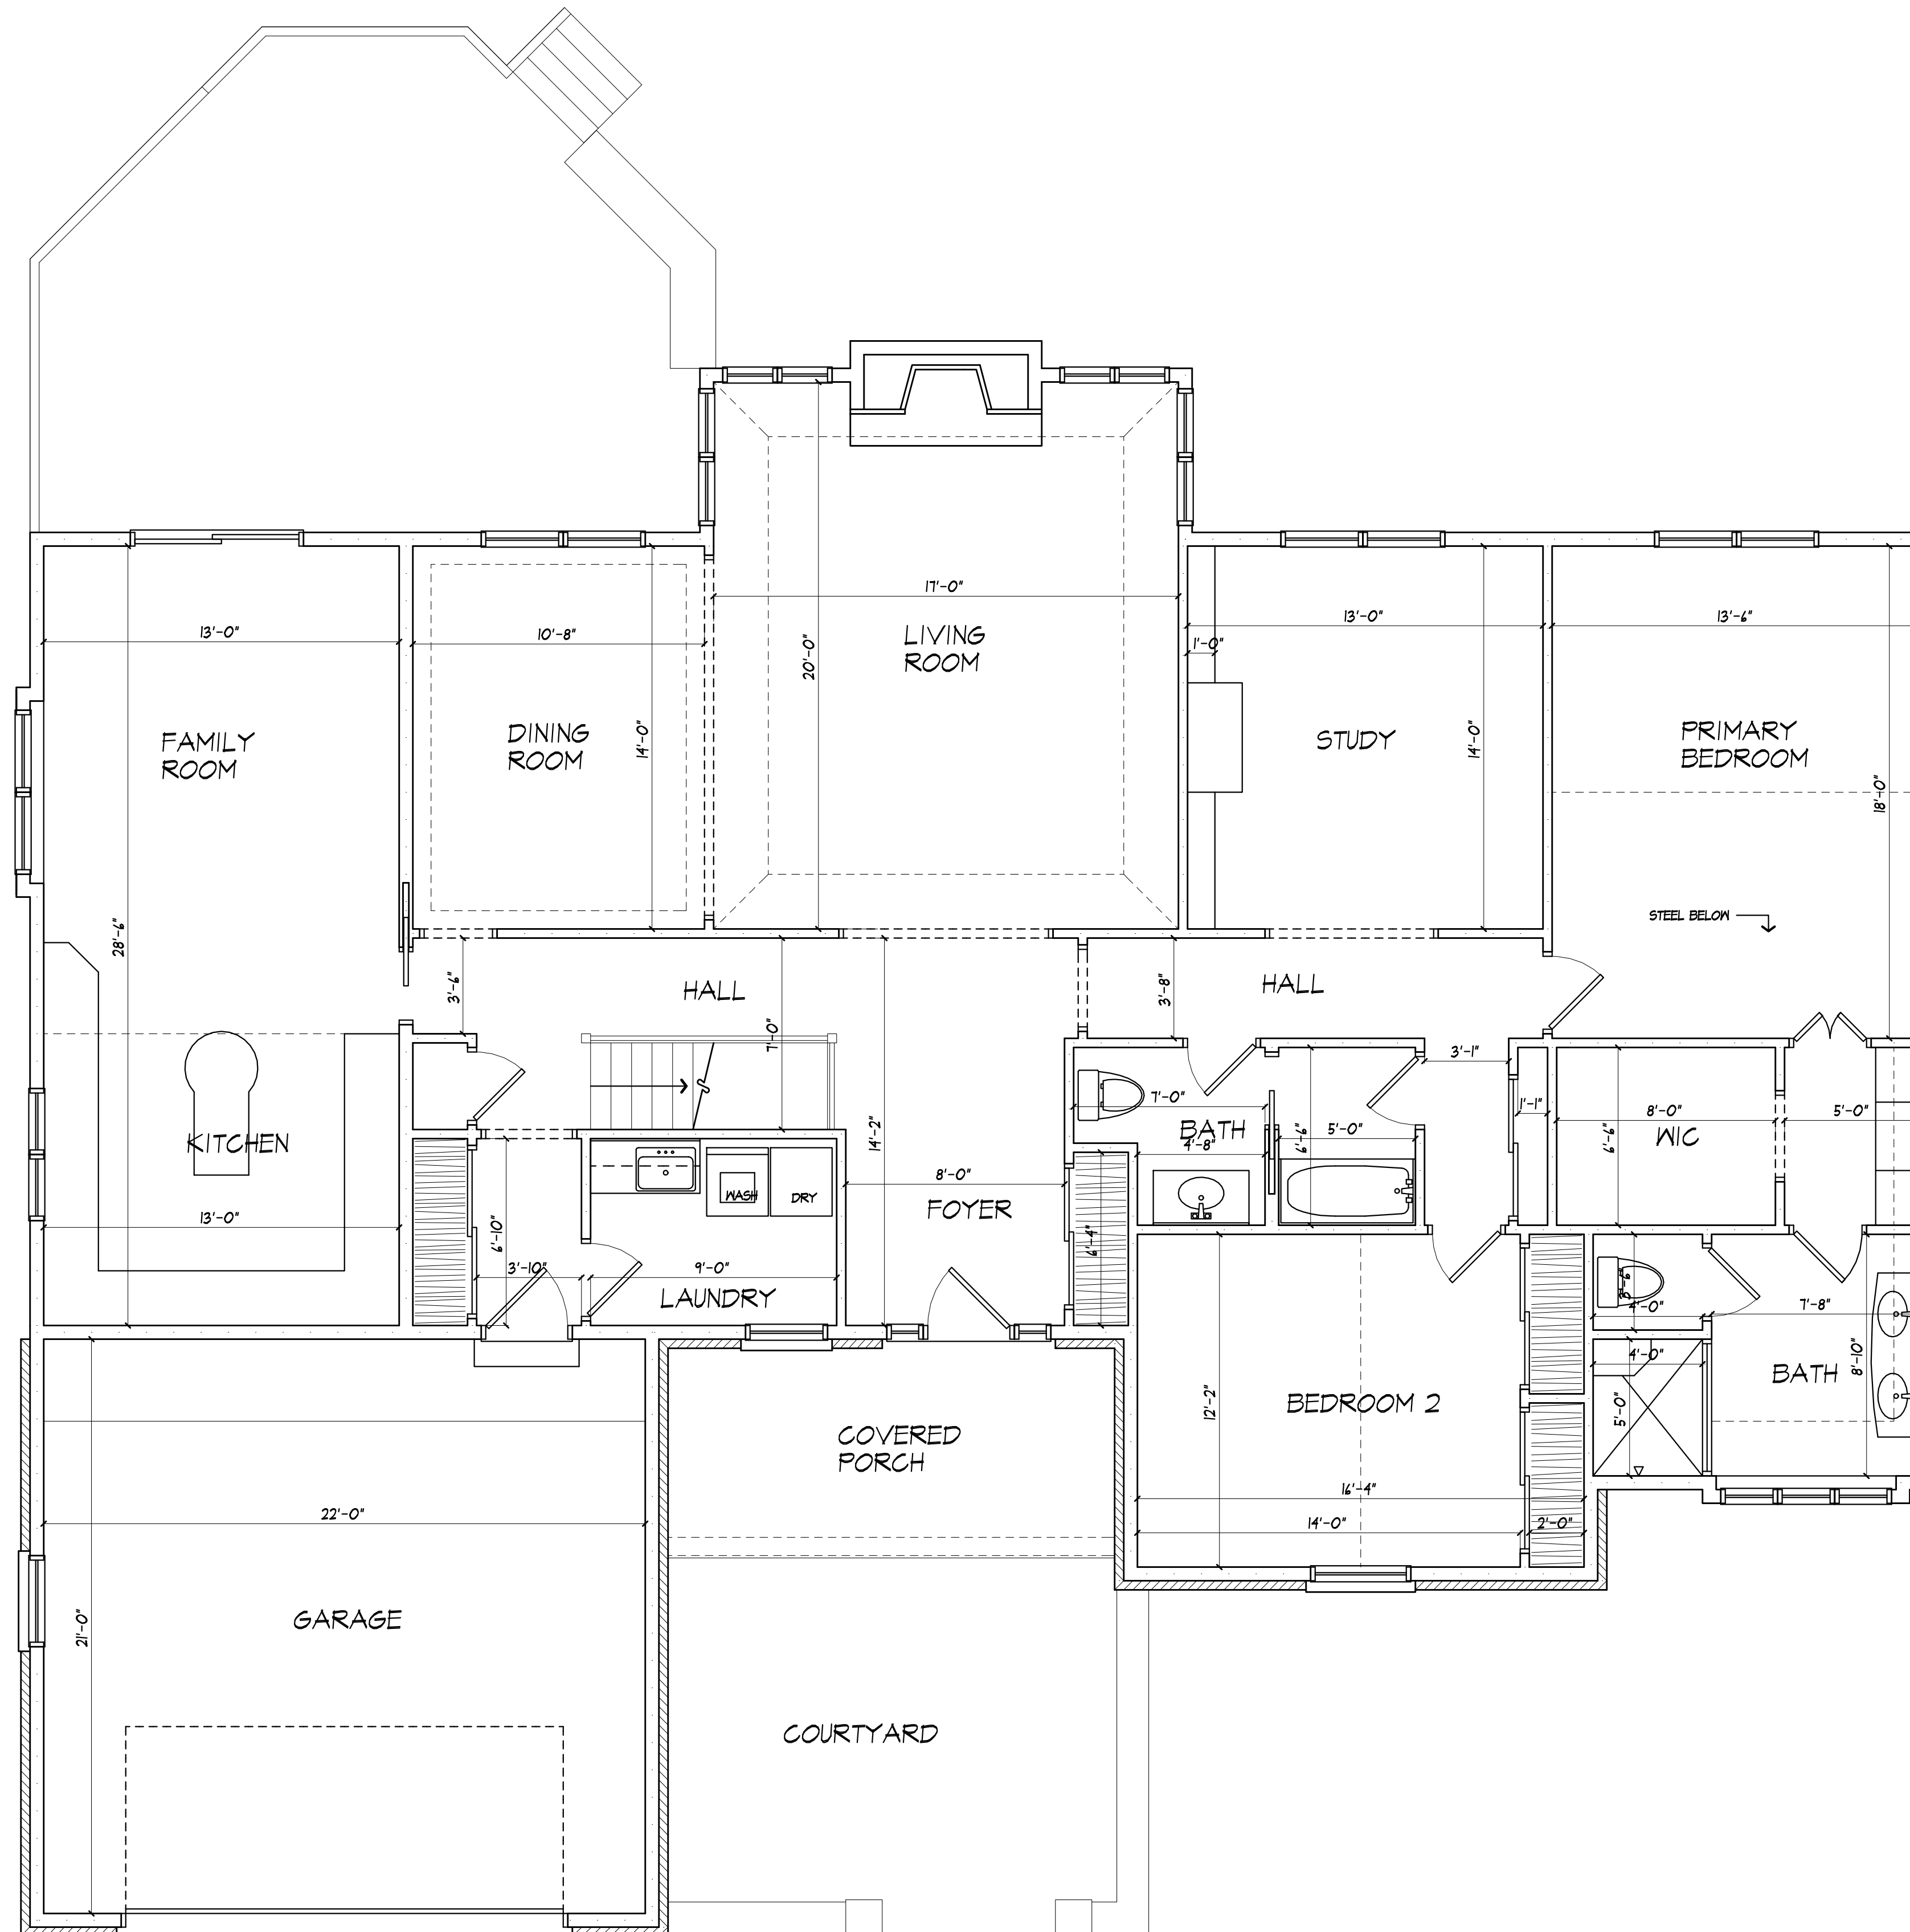 17'-0"
13'-0"
13'-6"
1'-0"
13'-0"
10'-8"
20'-0"
LIVING
ROOM
FAMILY
ROOM
DINING
ROOM
14'-0"
STUDY
14'-0"
PRIMARY
BEDROOM
18'-0"
STEEL BELOW
28'-6"
3'-6"
HALL
7'-0"
3'-8"
HALL
3'-1"
1'-1"
7'-0"
KITCHEN
14'-2"
BATH
4'-8"
6'-6"
5'-0"
8'-0"
6'-6"
WIC
5'-0"
WASH
DRY
8'-0"
FOYER
13'-0"
6'-10"
3'-10"
9'-0"
LAUNDRY
6'-4"
3'-6"
4'-0"
7'-8"
4'-0"
BATH
8'-10"
12'-2"
BEDROOM 2
5'-0"
COVERED
PORCH
16'-4"
14'-0"
2'-0"
22'-0"
GARAGE
21'-0"
COURTYARD